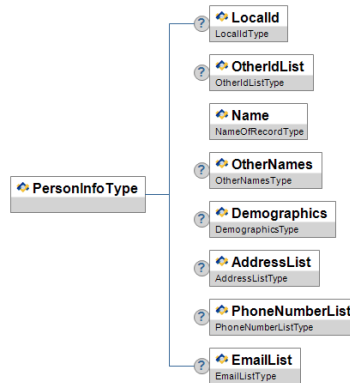 LocalId
LocalIdType
OtherIdList
OtherIdListType
Name
NameOfRecordType
OtherNames
OtherNamesType
PersonInfoType
Demographics
DemographicsType
AddressList
AddressListType
PhoneNumberList
PhoneNumberListType
EmailList
EmailListType